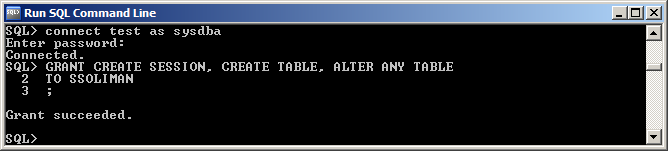 Run SQL Command Line
SQL> connect test as sysdba
Enter password:
Connected.
SQL> GRANT CREATE SESSION, CREATE TABLE, ALTER ANY TABLE
2 TO SSOLIMAN
3 ;
Grant succeeded.
SQL>